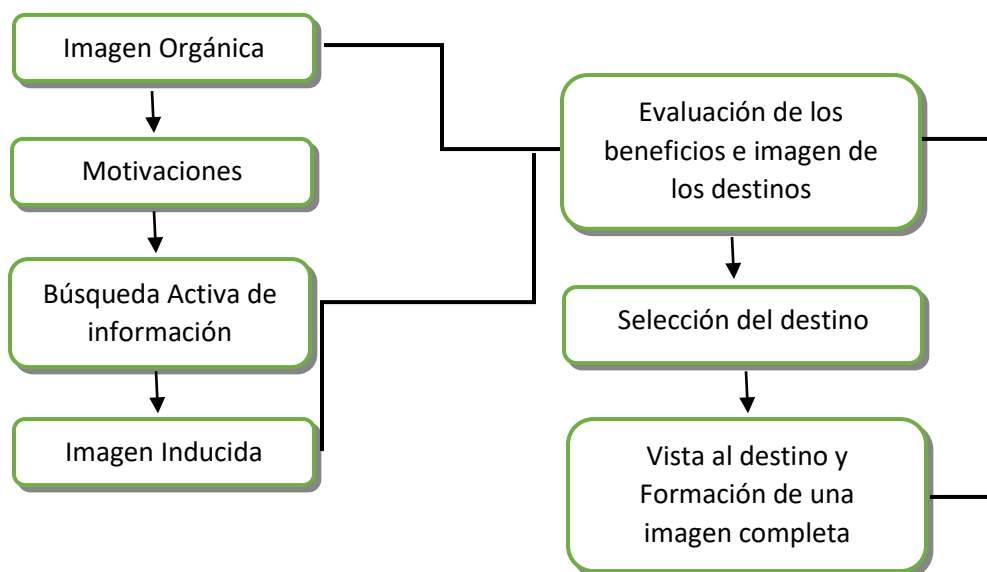 Imagen Orgánica
Motivaciones
Búsqueda Activa de
información
Imagen Inducida
Evaluación de los
beneficios e imagen de
los destinos
Selección del destino
Vista al destino y
Formación de una
imagen completa